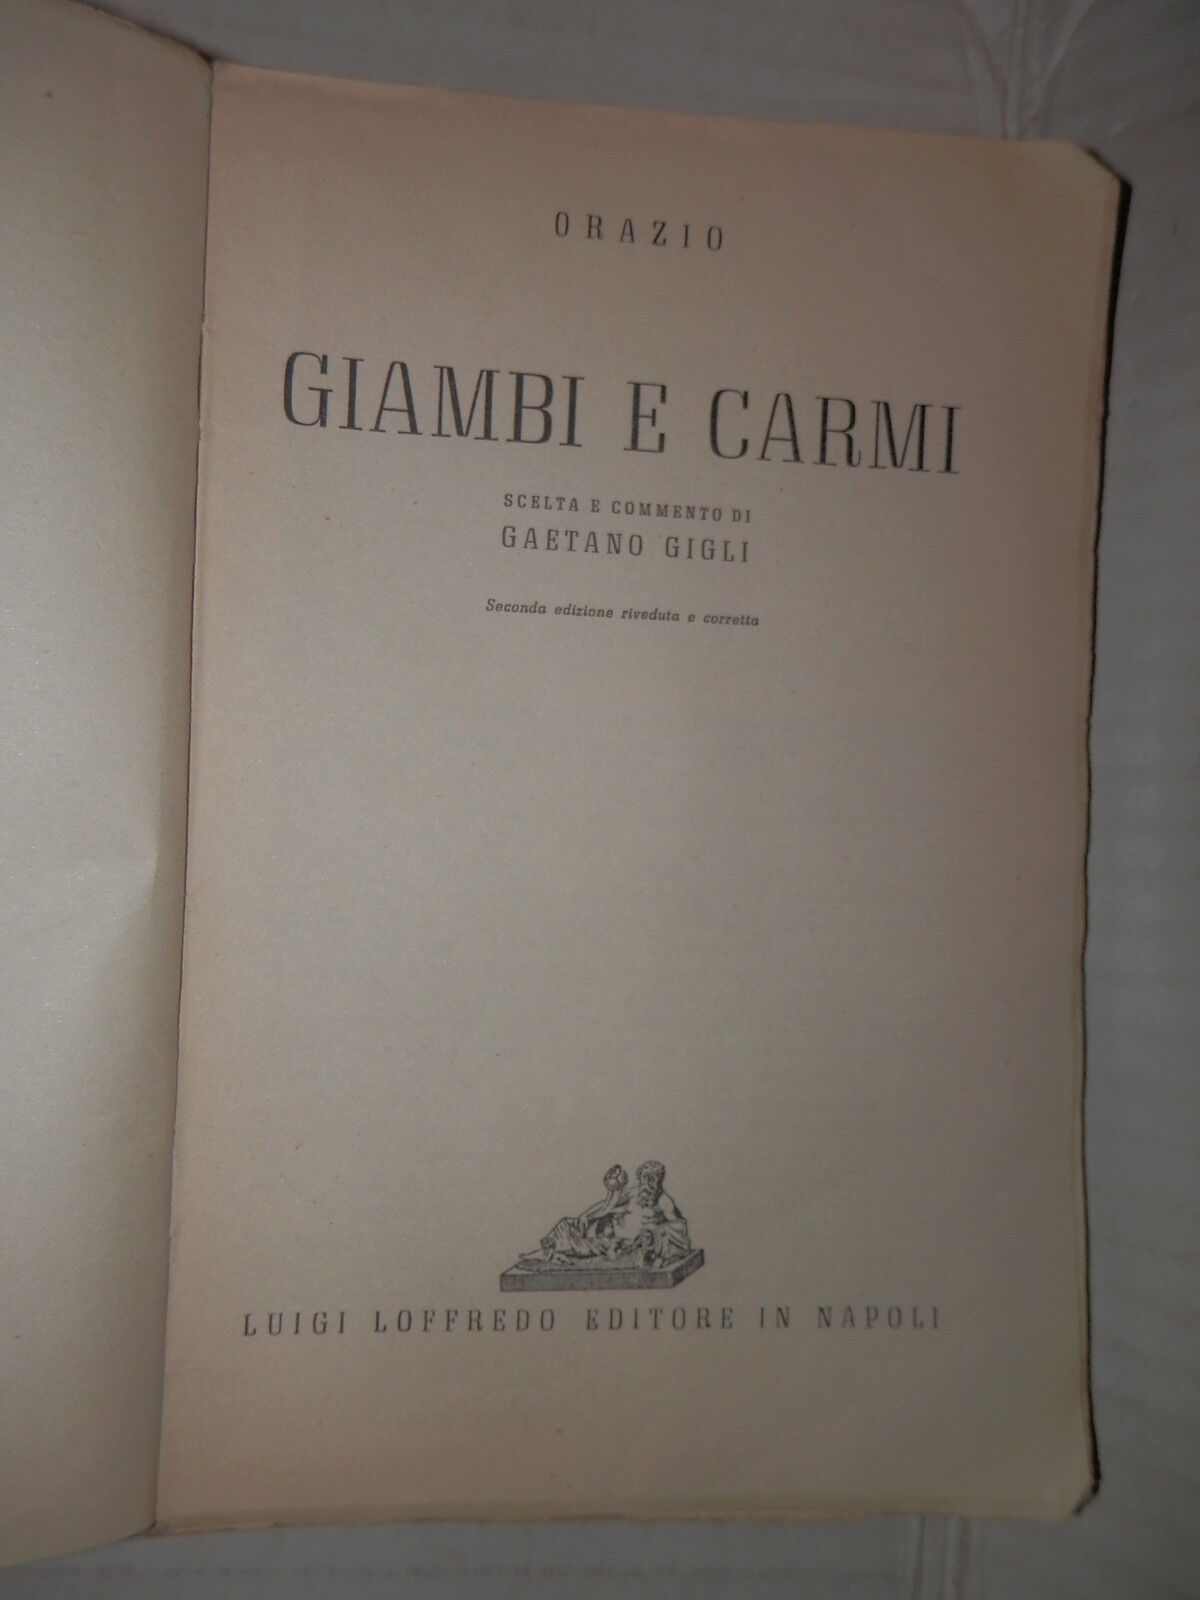 ORAZIO
GIAMBI E CARMI
SCELTA E COMMENTO DI
GAETANO GIGLI
Seconda edizione riveduta e corretta
LUIGI LOFFREDO EDITORE IN NAPOLI